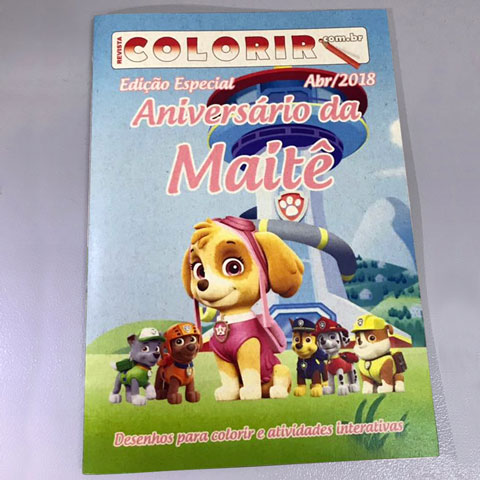 REVISTA
COLORIR
.com.br
Edição Especial
Abr/2018
Aniversário da
Maitê
Desenhos para colorir e atividades interativas